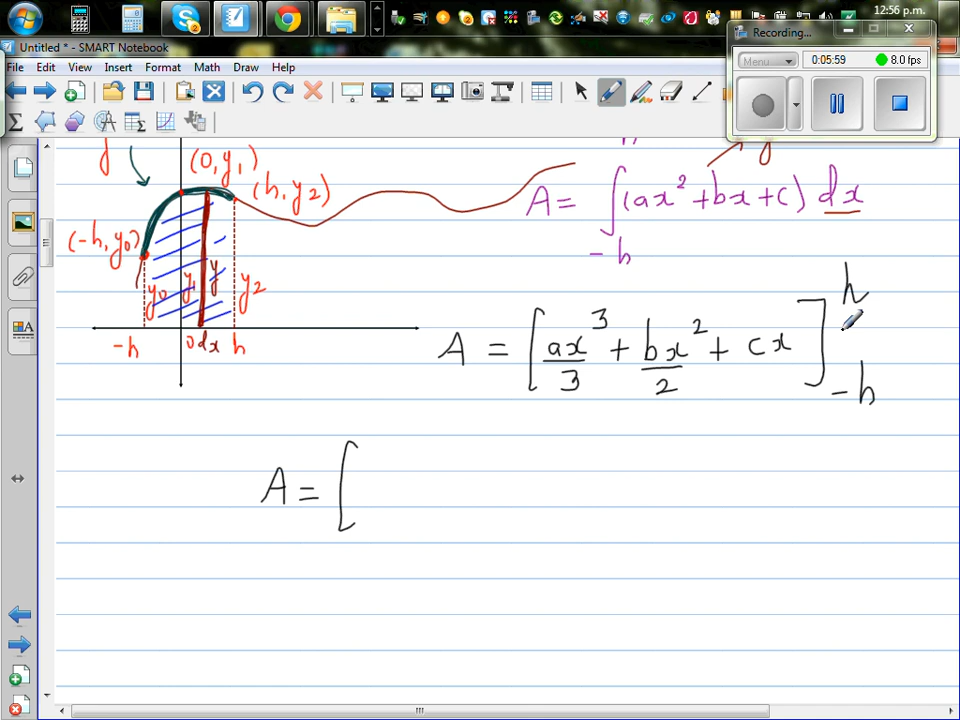 12:56 p.m.
Untitled * - SMART Notebook
Recording...
Menu
0:05:59
8.0 fps
File Edit View Insert Format Math Draw Help
(0, y₁)
(h, y2)
(-h, y₀)
y₀ y₁ y y2
-h 0 dx h
A = ∫ (ax² + bx + c) dx
-h
A = [ax³/3 + bx²/2 + cx] h -h
A = [